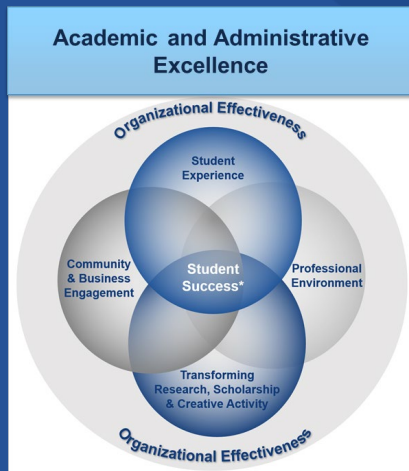 Academic and Administrative
Excellence
Organizational Effectiveness
Student
Experience
Community
& Business
Engagement
Student
Success*
Professional
Environment
Transforming
Research, Scholarship
& Creative Activity
Organizational Effectiveness